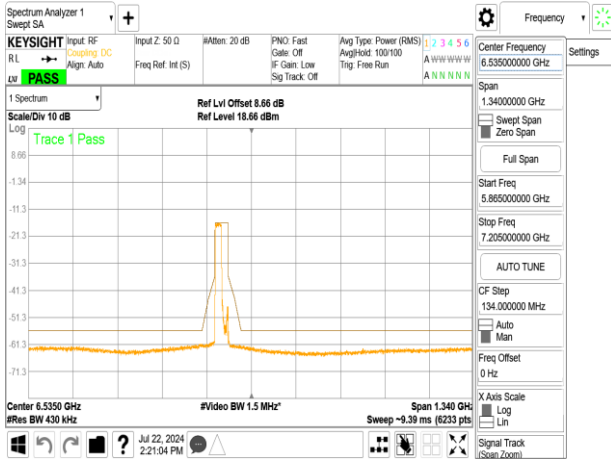 Spectrum Analyzer 1
Swept SA
+
Frequency
Settings
KEYSIGHT
RL
LXI
PASS
Input: RF
Coupling: DC
Align: Auto
Input Z: 50 Ω
Freq Ref: Int (S)
#Atten: 20 dB
PNO: Fast
Gate: Off
IF Gain: Low
Sig Track: Off
Avg Type: Power (RMS)
Avg|Hold: 100/100
Trig: Free Run
1 2 3 4 5 6
A W W W W W
A N N N N N
1 Spectrum
Scale/Div 10 dB
Ref Lvl Offset 8.66 dB
Ref Level 18.66 dBm
Log
Trace 1 Pass
8.66
-1.34
-11.3
-21.3
-31.3
-41.3
-51.3
-61.3
-71.3
Center 6.5350 GHz
#Res BW 430 kHz
#Video BW 1.5 MHz*
Span 1.340 GHz
Sweep ~9.39 ms (6233 pts
Center Frequency
6.535000000 GHz
Span
1.34000000 GHz
Swept Span
Zero Span
Full Span
Start Freq
5.865000000 GHz
Stop Freq
7.205000000 GHz
AUTO TUNE
CF Step
134.000000 MHz
Auto
Man
Freq Offset
0 Hz
X Axis Scale
Log
Lin
Signal Track
(Span Zoom)
?
Jul 22, 2024
2:21:04 PM